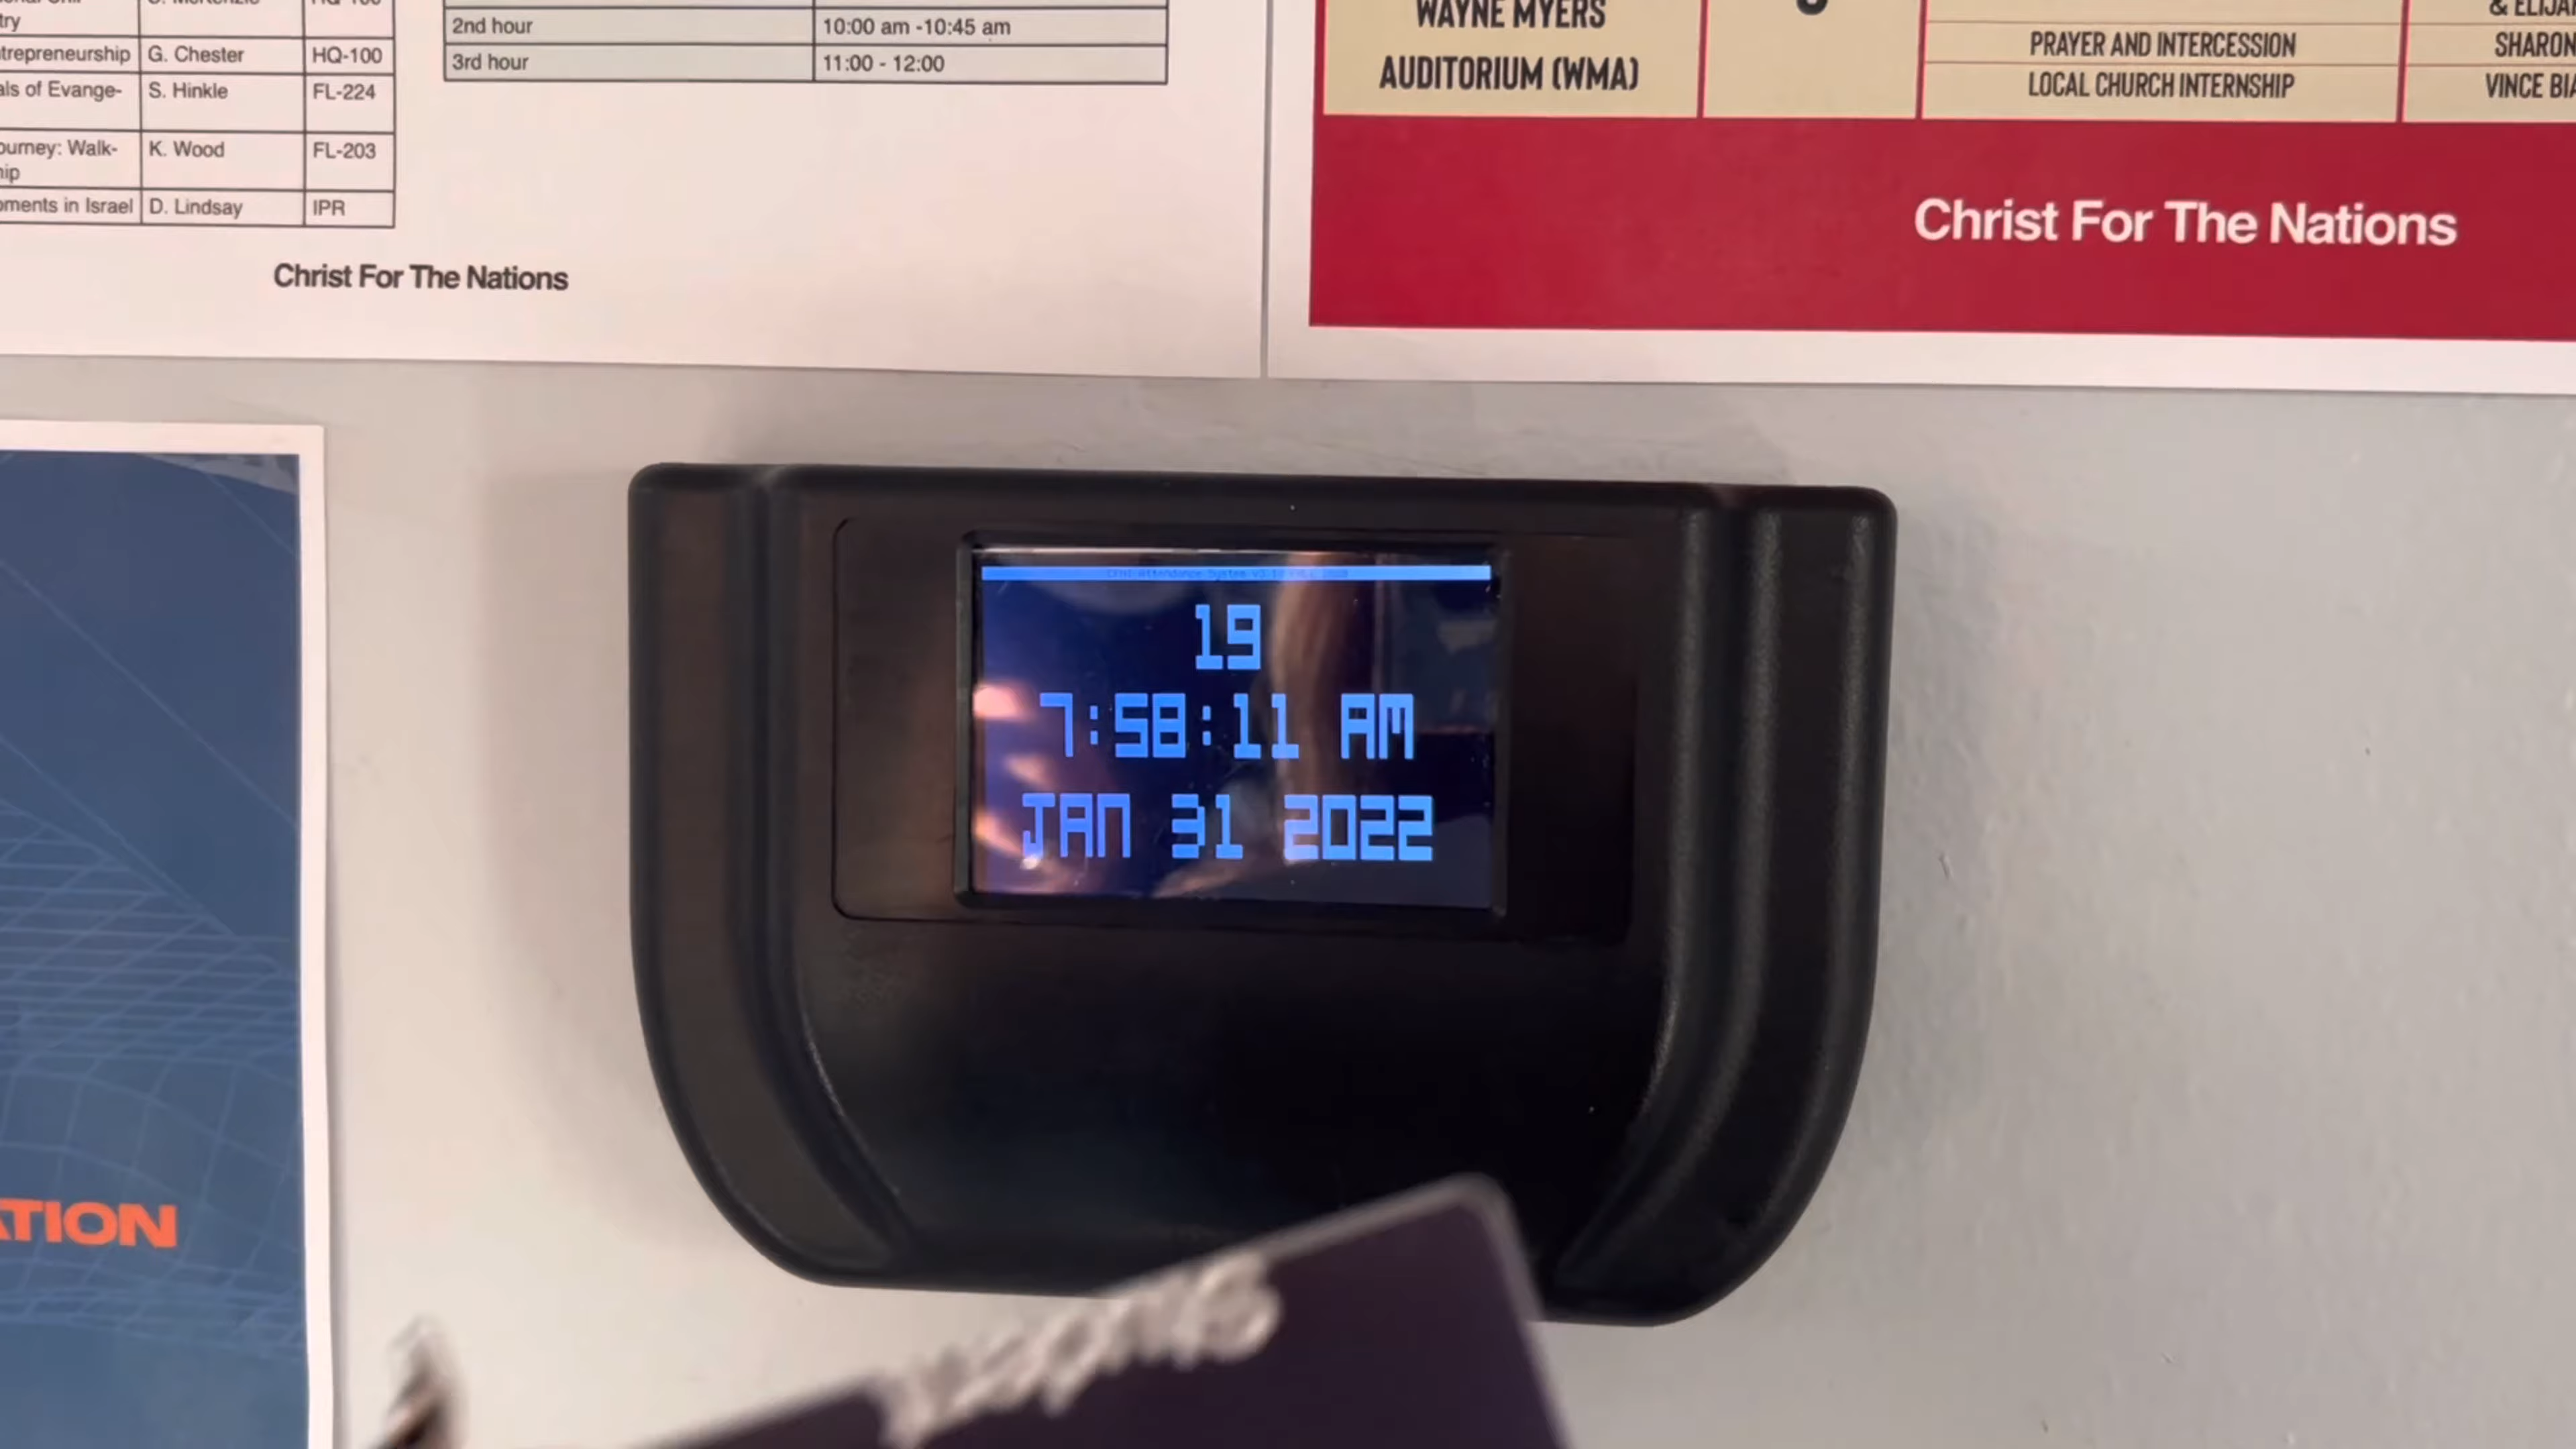 try
trepreneurship G. Chester HQ-100
als of Evange- S. Hinkle FL-224
ourney: Walk- K. Wood FL-203
hip
oments in Israel D. Lindsay IPR
2nd hour 10:00 am -10:45 am
3rd hour 11:00 - 12:00
Christ For The Nations
WAYNE MYERS
AUDITORIUM (WMA)
& ELIJAH
PRAYER AND INTERCESSION SHARON
LOCAL CHURCH INTERNSHIP VINCE BIA
Christ For The Nations
ATION
19
7:58:11 AM
JAN 31 2022